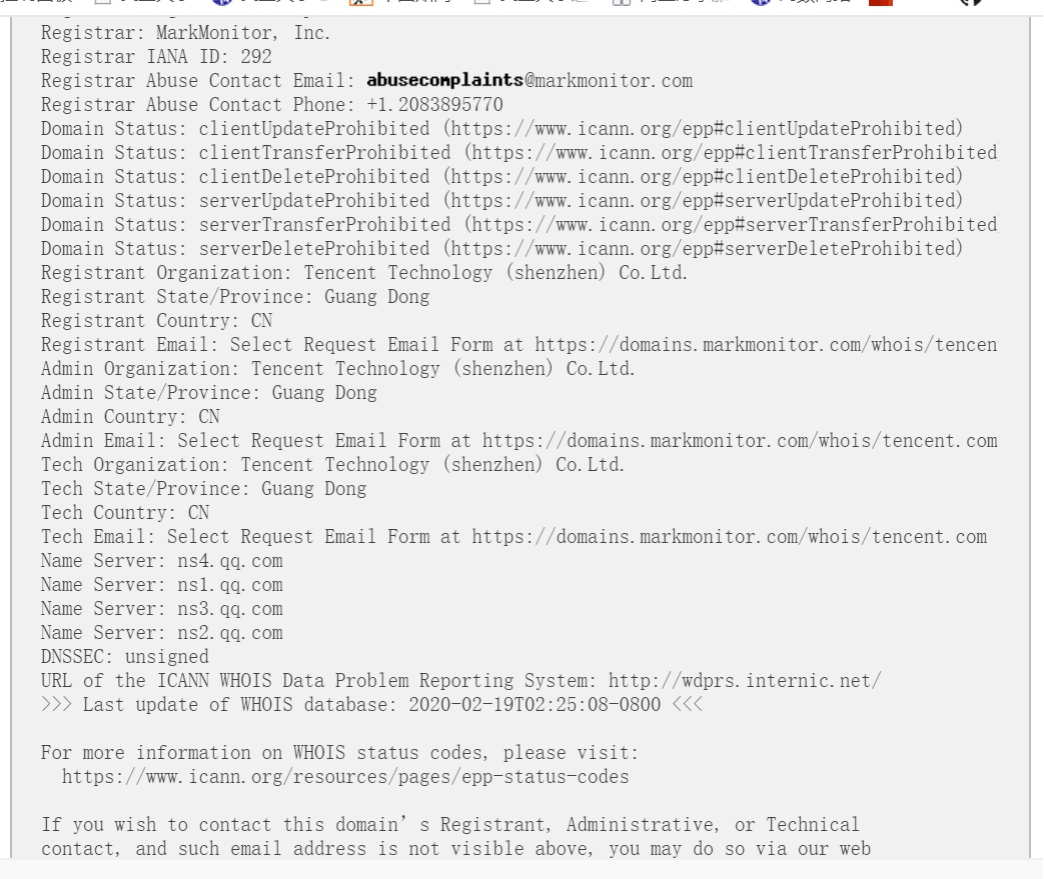 Registrar: MarkMonitor, Inc.
Registrar IANA ID: 292
Registrar Abuse Contact Email: abusecomplaints@markmonitor.com
Registrar Abuse Contact Phone: +1.2083895770
Domain Status: clientUpdateProhibited (https://www.icann.org/epp#clientUpdateProhibited)
Domain Status: clientTransferProhibited (https://www.icann.org/epp#clientTransferProhibited
Domain Status: clientDeleteProhibited (https://www.icann.org/epp#clientDeleteProhibited)
Domain Status: serverUpdateProhibited (https://www.icann.org/epp#serverUpdateProhibited)
Domain Status: serverTransferProhibited (https://www.icann.org/epp#serverTransferProhibited
Domain Status: serverDeleteProhibited (https://www.icann.org/epp#serverDeleteProhibited)
Registrant Organization: Tencent Technology (shenzhen) Co.Ltd.
Registrant State/Province: Guang Dong
Registrant Country: CN
Registrant Email: Select Request Email Form at https://domains.markmonitor.com/whois/tencen
Admin Organization: Tencent Technology (shenzhen) Co.Ltd.
Admin State/Province: Guang Dong
Admin Country: CN
Admin Email: Select Request Email Form at https://domains.markmonitor.com/whois/tencent.com
Tech Organization: Tencent Technology (shenzhen) Co.Ltd.
Tech State/Province: Guang Dong
Tech Country: CN
Tech Email: Select Request Email Form at https://domains.markmonitor.com/whois/tencent.com
Name Server: ns4.qq.com
Name Server: ns1.qq.com
Name Server: ns3.qq.com
Name Server: ns2.qq.com
DNSSEC: unsigned
URL of the ICANN WHOIS Data Problem Reporting System: http://wdprs.internic.net/
>>> Last update of WHOIS database: 2020-02-19T02:25:08-0800 <<<
For more information on WHOIS status codes, please visit:
https://www.icann.org/resources/pages/epp-status-codes
If you wish to contact this domain's Registrant, Administrative, or Technical
contact, and such email address is not visible above, you may do so via our web